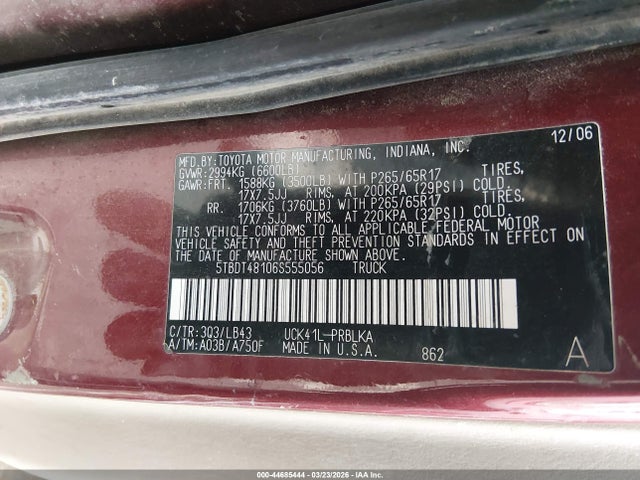 MFD.BY:TOYOTA MOTOR MANUFACTURING, INDIANA, INC. 12/06
GVWR:2994KG (6600LB)
GAWR:FRT. 1588KG (3500LB) WITH P265/65R17 TIRES,
17X7.5JJ RIMS, AT 200KPA (29PSI) COLD.
RR. 1706KG (3760LB) WITH P265/65R17 TIRES,
17X7.5JJ RIMS, AT 220KPA (32PSI) COLD.
THIS VEHICLE CONFORMS TO ALL APPLICABLE FEDERAL MOTOR
VEHICLE SAFETY AND THEFT PREVENTION STANDARDS IN EFFECT ON
THE DATE OF MANUFACTURE SHOWN ABOVE.
5TBDT48106S555056 TRUCK
C/TR:3Q3/LB43 UCK41L-PRBLKA
A/TM:A03B/A750F MADE IN U.S.A. 862 A
000-44685444 | 03/23/2026 | IAAI.COM